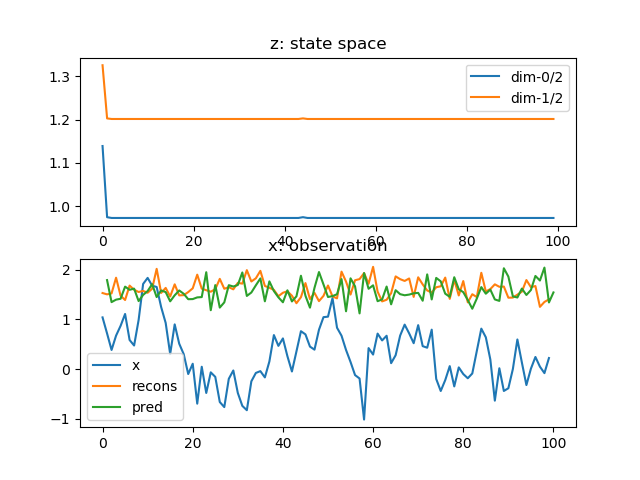 z: state space
1.3
1.2
1.1
1.0
dim-0/2
dim-1/2
0
20
40
60
80
100
x: observation
2
1
0
−1
x
recons
pred
0
20
40
60
80
100